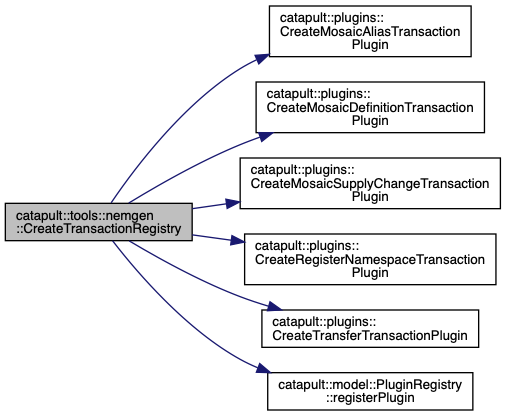 catapult::plugins::
CreateMosaicAliasTransaction
Plugin
catapult::plugins::
CreateMosaicDefinitionTransaction
Plugin
catapult::plugins::
CreateMosaicSupplyChangeTransaction
Plugin
catapult::tools::nemgen
::CreateTransactionRegistry
catapult::plugins::
CreateRegisterNamespaceTransaction
Plugin
catapult::plugins::
CreateTransferTransactionPlugin
catapult::model::PluginRegistry
::registerPlugin